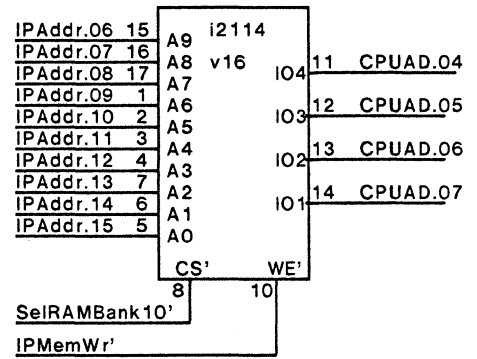 IPAddr.06 15 A9 i2114
IPAddr.07 16 A8 v16 IO4 11 CPUAD.04
IPAddr.08 17 A7
IPAddr.09 1 A6 IO3 12 CPUAD.05
IPAddr.10 2 A5
IPAddr.11 3 A4
IPAddr.12 4 A3 IO2 13 CPUAD.06
IPAddr.13 7 A2
IPAddr.14 6 A1 IO1 14 CPUAD.07
IPAddr.15 5 A0
CS' WE'
8 10
SelRAMBank10'
IPMemWr'